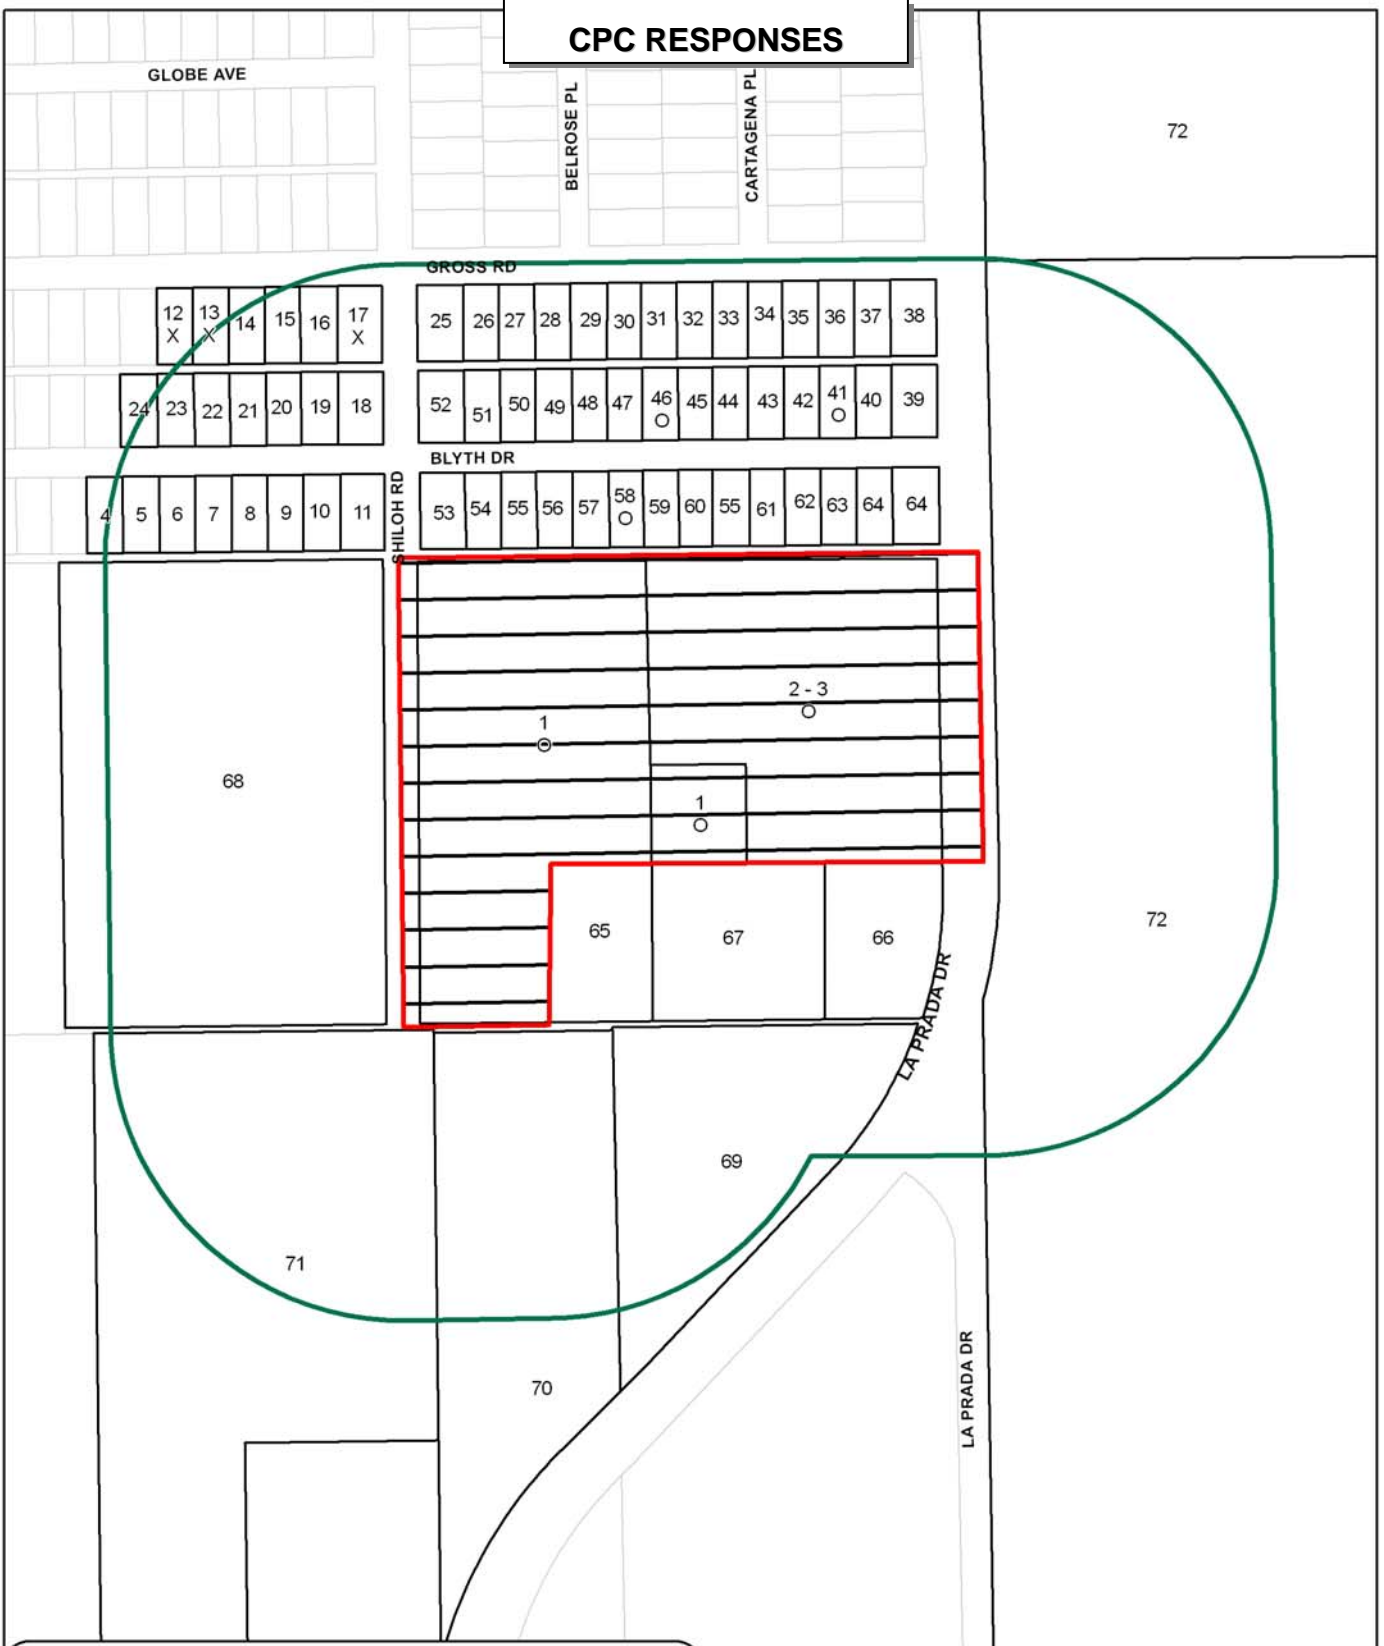 CPC RESPONSES
GLOBE AVE
BELROSE PL
CARTAGENA PL
72
GROSS RD
12 13 14 15 16 17 25 26 27 28 29 30 31 32 33 34 35 36 37 38
X X X
24 23 22 21 20 19 18 52 51 50 49 48 47 46 45 44 43 42 41 40 39
BLYTH DR
SHILOH RD
4 5 6 7 8 9 10 11 53 54 55 56 57 58 59 60 55 61 62 63 64 64
2 - 3
1
68
1
65 67 66
72
LA PRADA DR
69
71
70
LA PRADA DR